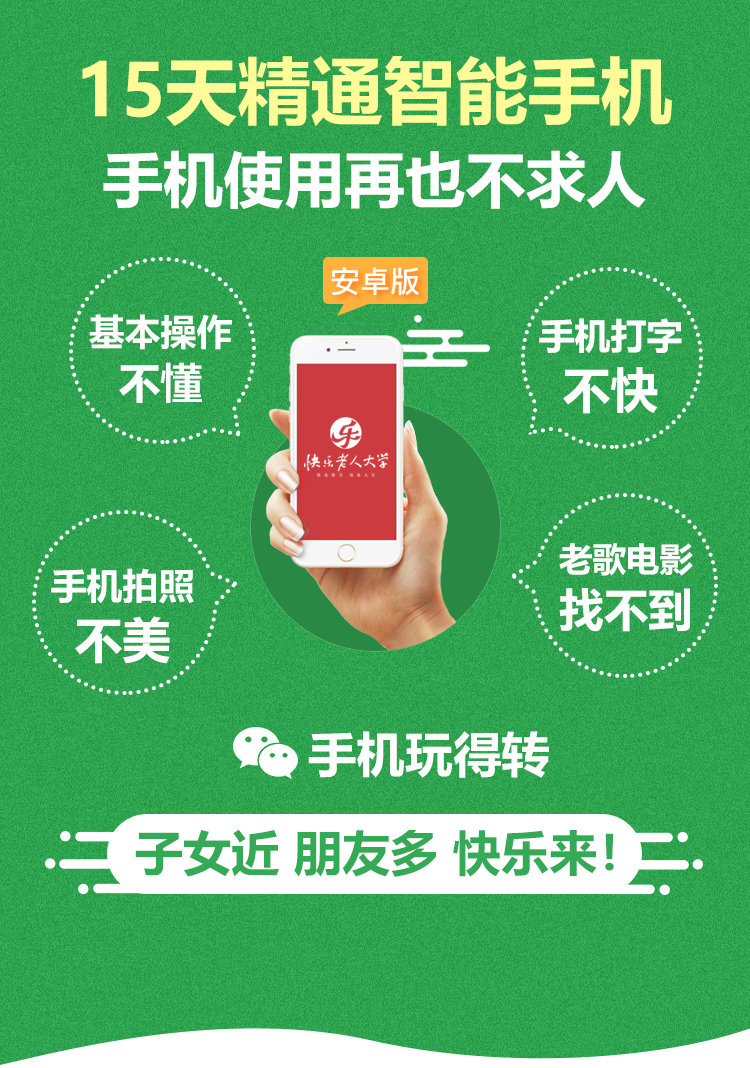 15天精通智能手机
手机使用再也不求人
安卓版
基本操作
不懂
手机打字
不快
快乐老人大学
手机拍照
不美
老歌电影
找不到
手机玩得转
子女近 朋友多 快乐来!